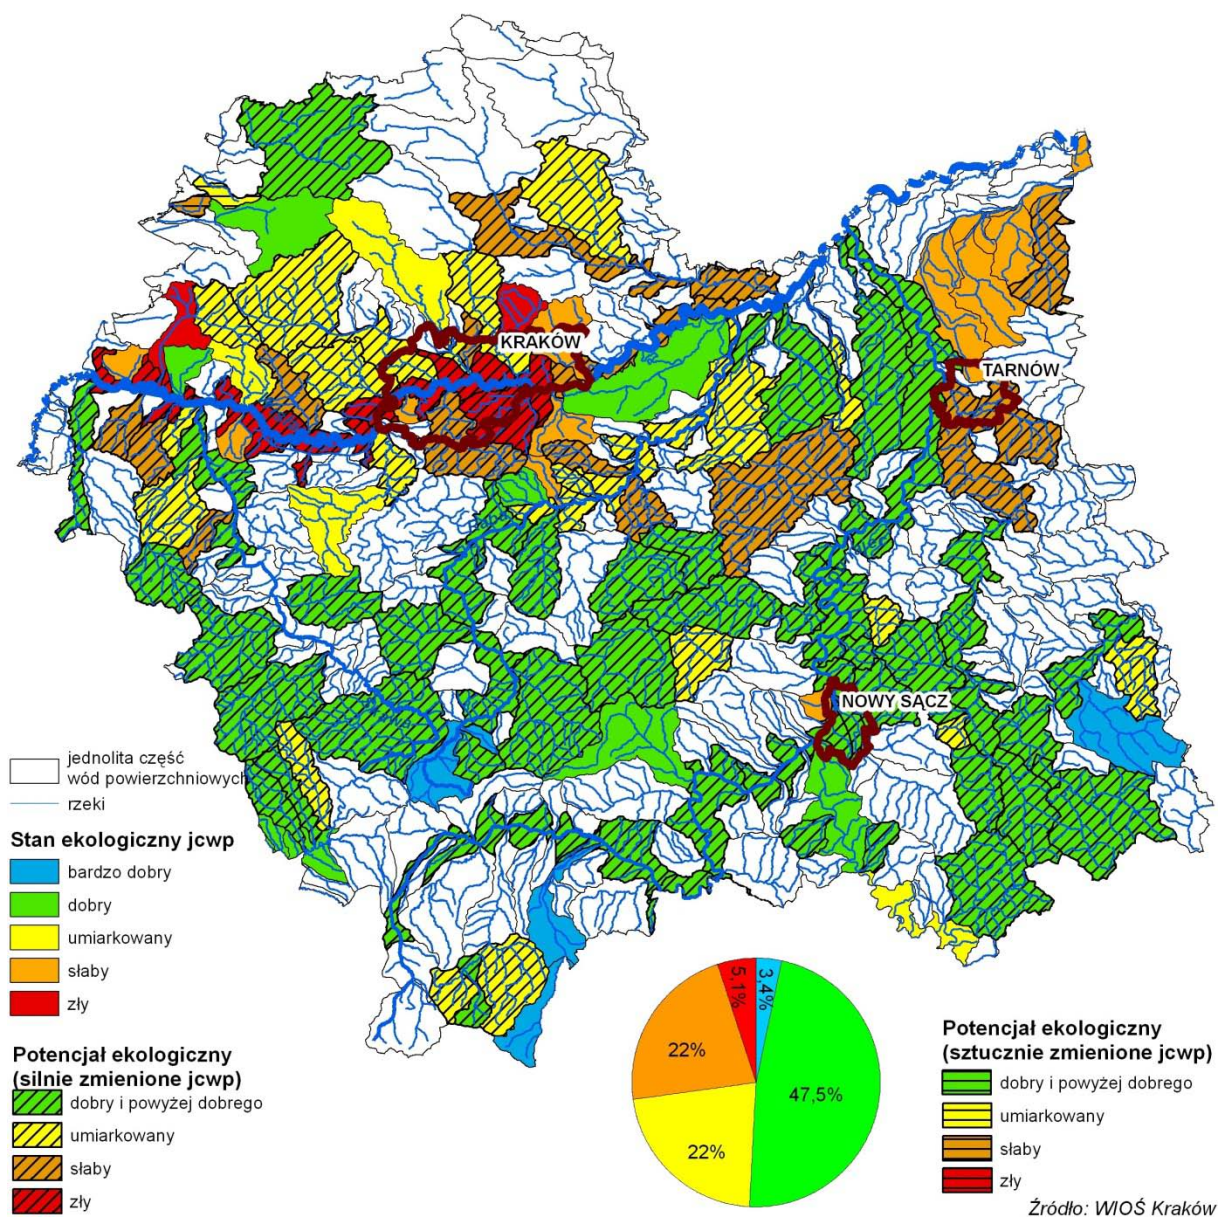 KRAKÓW
TARNÓW
NOWY SĄCZ
jednolita część
wód powierzchniowych
rzeki
Stan ekologiczny jcwp
bardzo dobry
dobry
umiarkowany
słaby
zły
Potencjał ekologiczny
(silnie zmienione jcwp)
dobry i powyżej dobrego
umiarkowany
słaby
zły
5,1%
3,4%
22%
47,5%
22%
Potencjał ekologiczny
(sztucznie zmienione jcwp)
dobry i powyżej dobrego
umiarkowany
słaby
zły
Źródło: WIOŚ Kraków